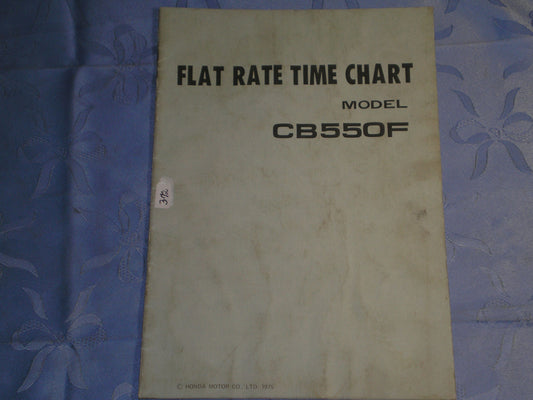 FLAT RATE TIME CHART
MODEL
CB550F
© HONDA MOTOR CO., LTD. 1975